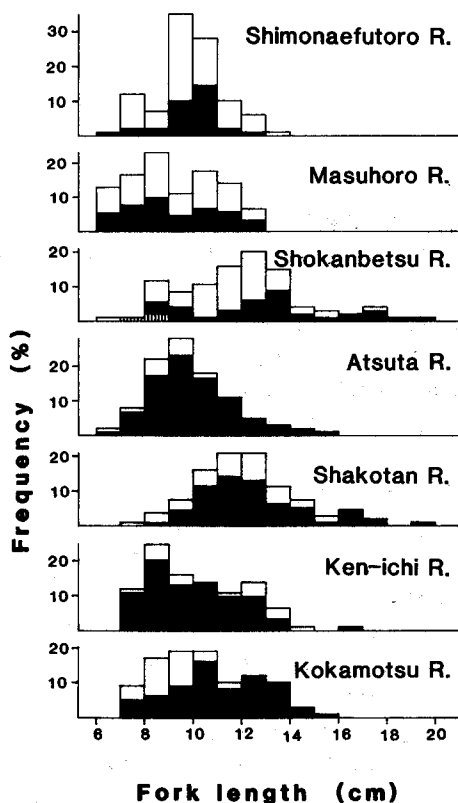 Shimonaefutoro R.
30
20
10
Masuhoro R.
20
10
Shokanbetsu R.
20
10
Atsuta R.
20
10
Shakotan R.
20
10
Ken-ichi R.
20
10
Kokamotsu R.
20
10
6 8 10 12 14 16 18 20
Fork length (cm)
Frequency (%)